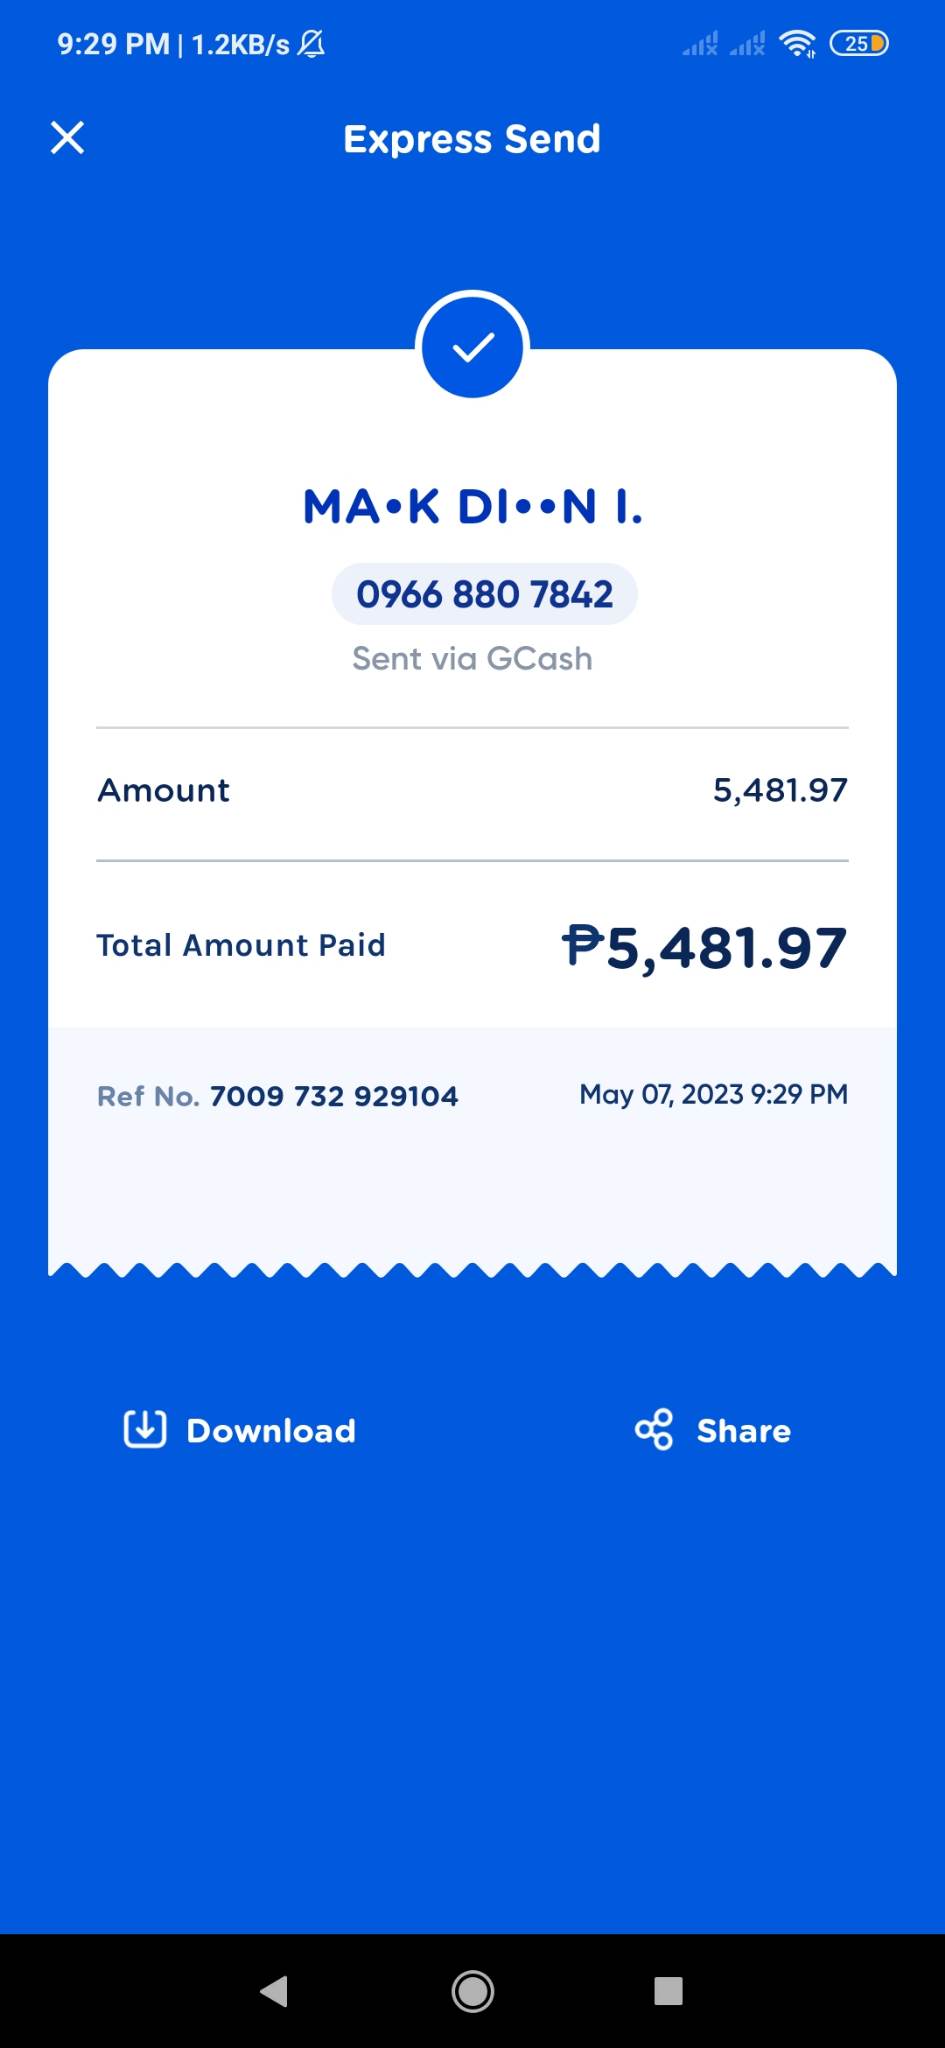 9:29 PM | 1.2KB/s
25
Express Send
MA•K DI••N I.
0966 880 7842
Sent via GCash
Amount 5,481.97
Total Amount Paid ₱5,481.97
Ref No. 7009 732 929104 May 07, 2023 9:29 PM
Download Share